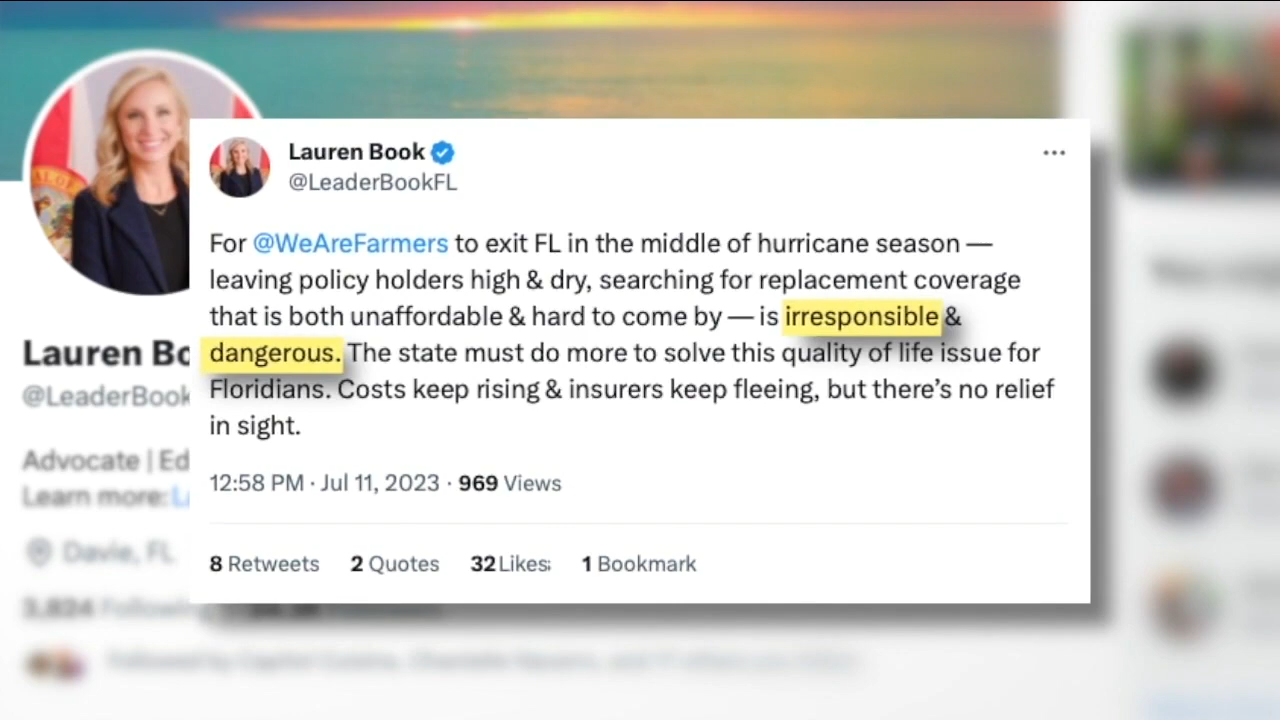 Lauren Book
@LeaderBookFL
For @WeAreFarmers to exit FL in the middle of hurricane season —
leaving policy holders high & dry, searching for replacement coverage
that is both unaffordable & hard to come by — is irresponsible &
dangerous. The state must do more to solve this quality of life issue for
Floridians. Costs keep rising & insurers keep fleeing, but there’s no relief
in sight.
12:58 PM · Jul 11, 2023 · 969 Views
8 Retweets 2 Quotes 32 Likes 1 Bookmark
Lauren Bo
@LeaderBook
Advocate | Ed
Learn more: L
Davie, FL
3,824 Following